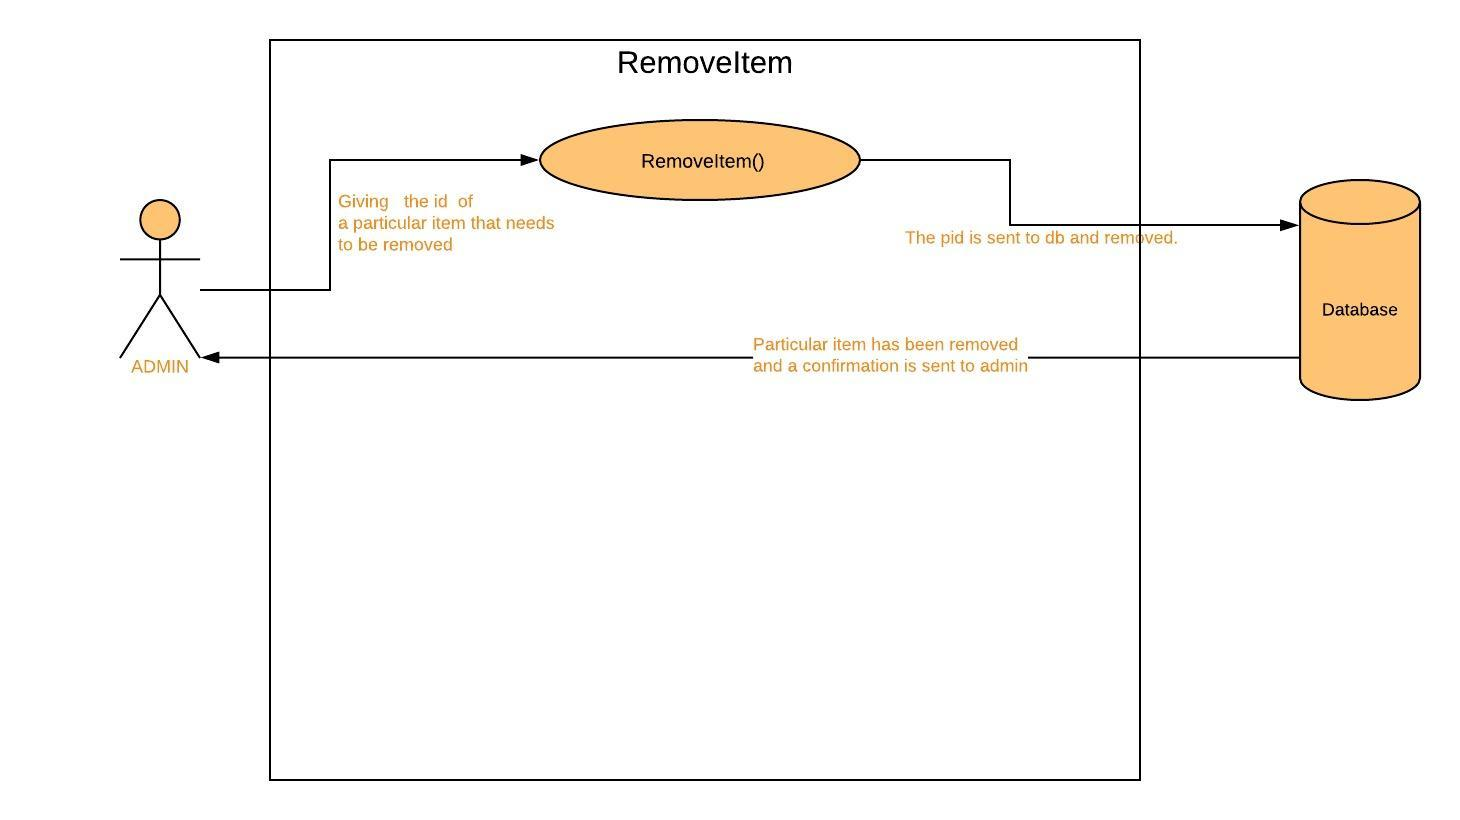 RemoveItem
RemoveItem()
Giving the id of
a particular item that needs
to be removed
The pid is sent to db and removed.
Database
Particular item has been removed
and a confirmation is sent to admin
ADMIN